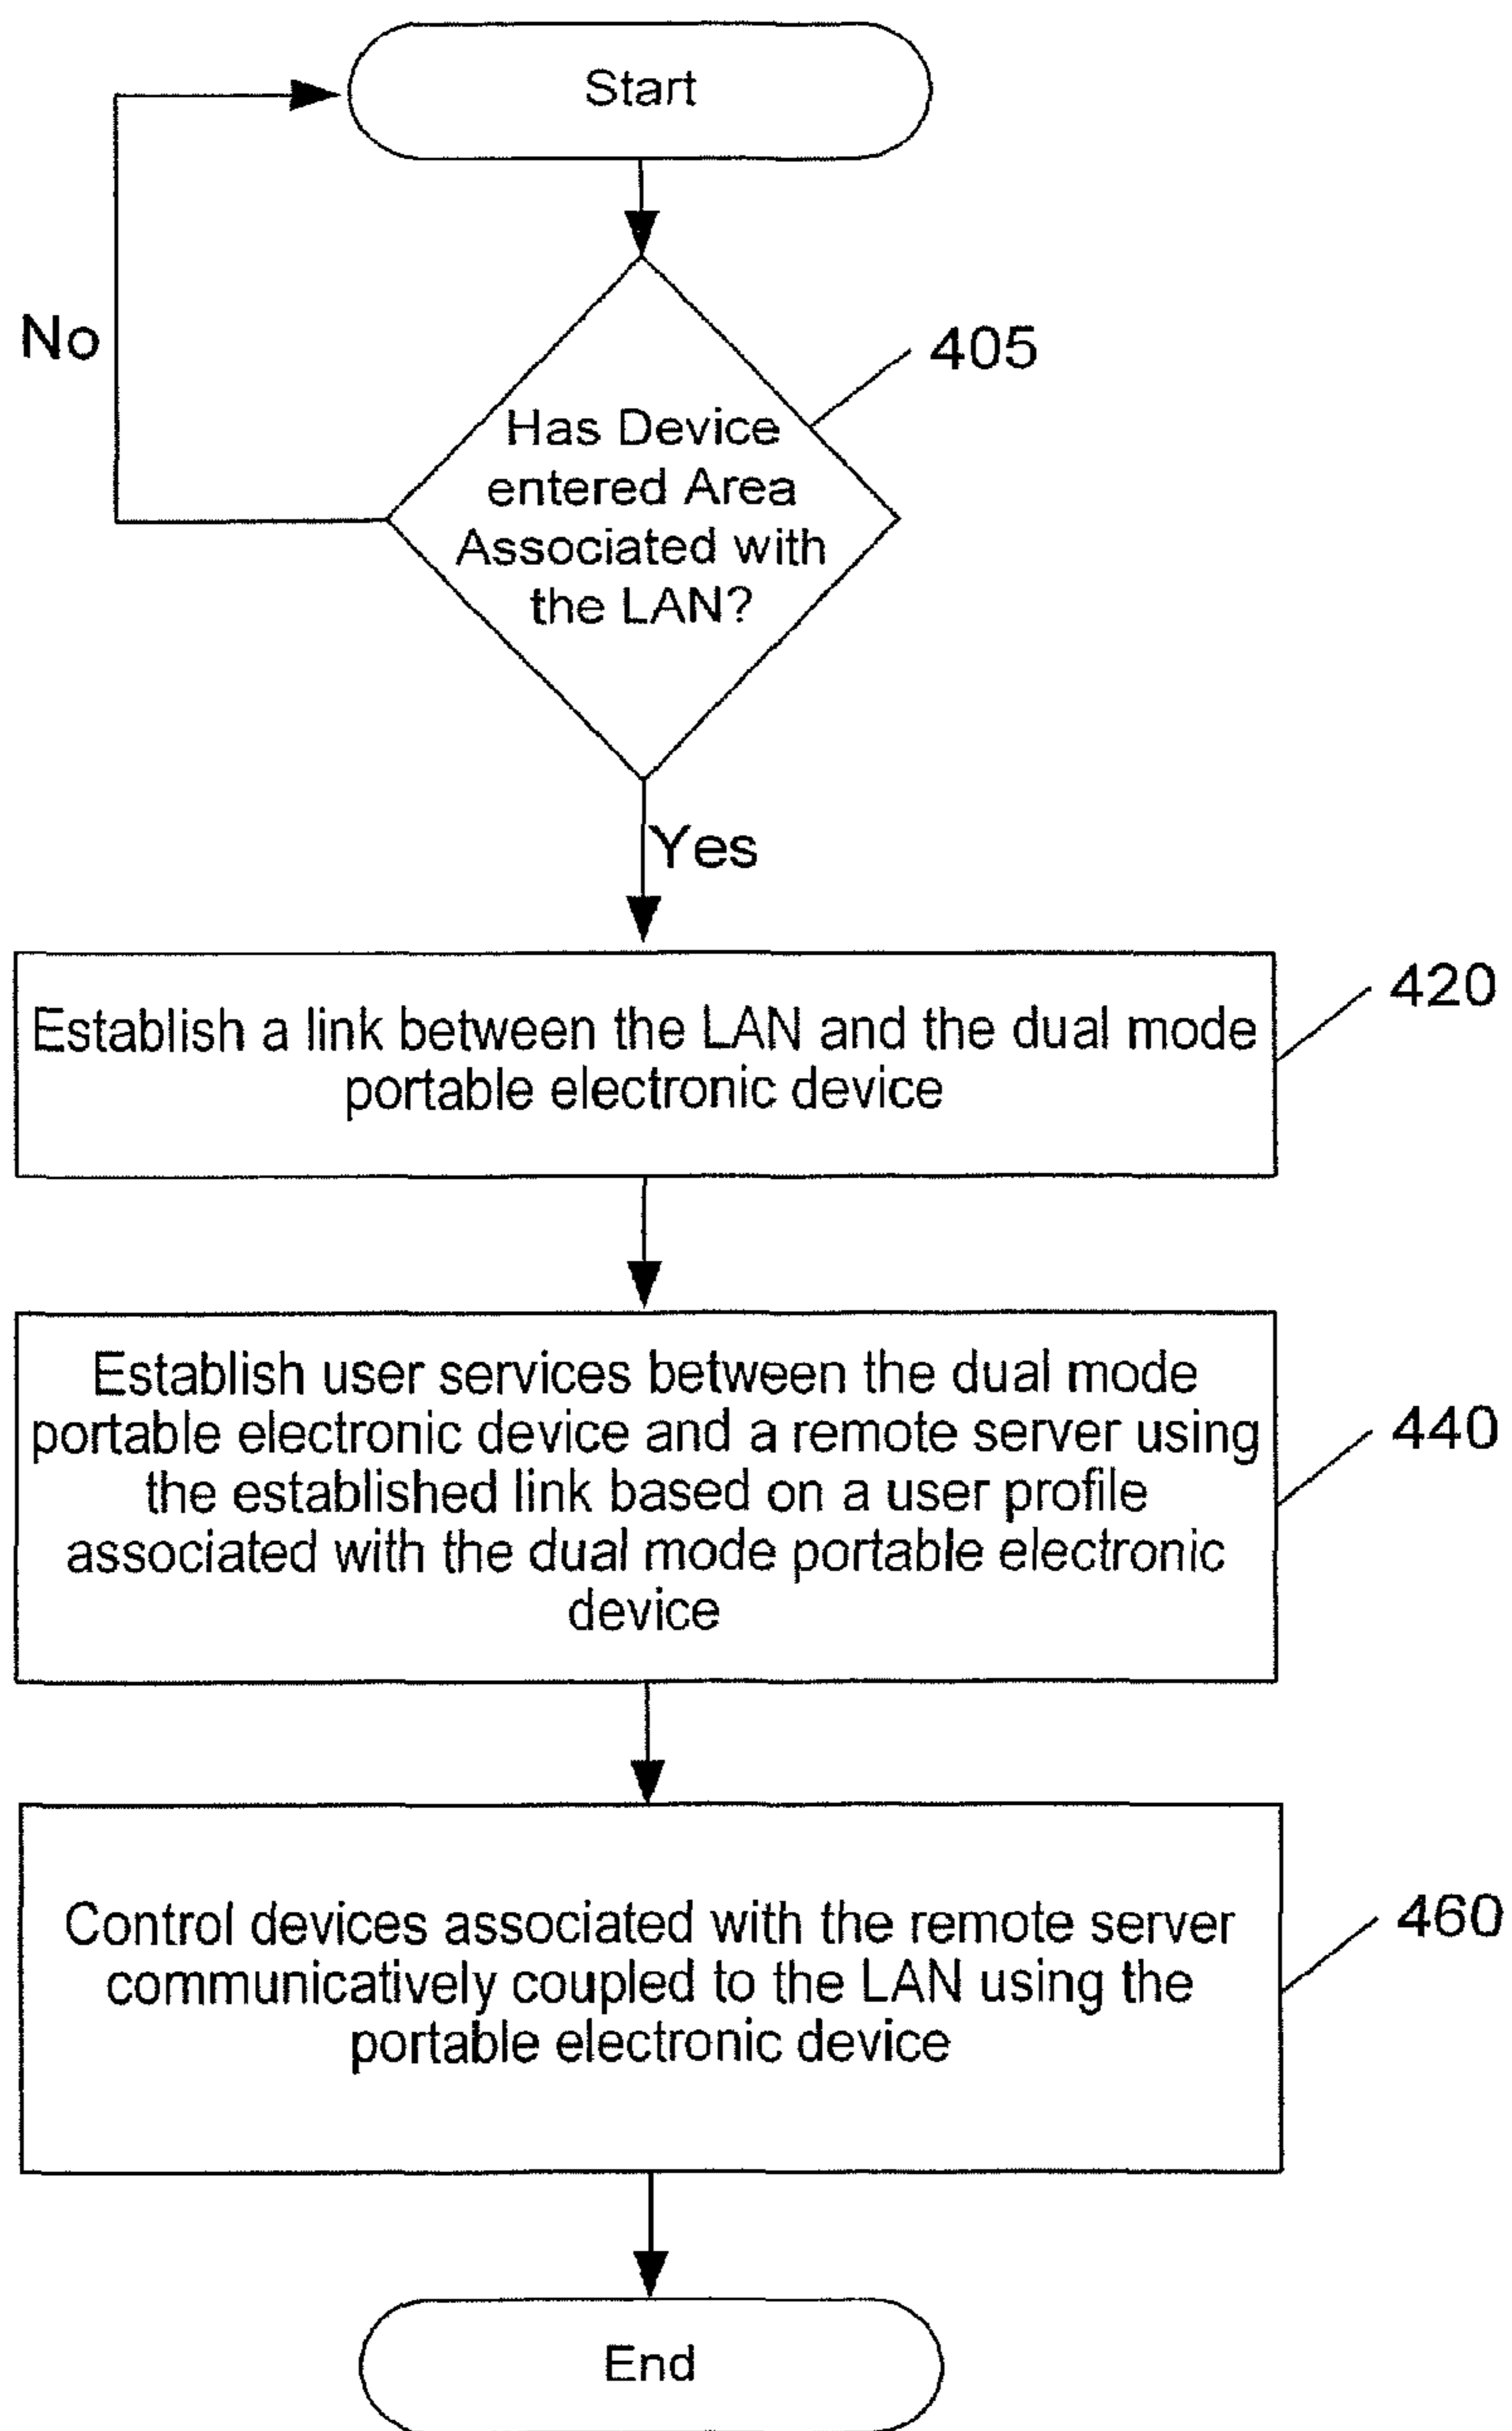 Start
No
405
Has Device
entered Area
Associated with
the LAN?
Yes
420
Establish a link between the LAN and the dual mode
portable electronic device
Establish user services between the dual mode
portable electronic device and a remote server using
the established link based on a user profile
associated with the dual mode portable electronic
device
440
Control devices associated with the remote server
communicatively coupled to the LAN using the
portable electronic device
460
End